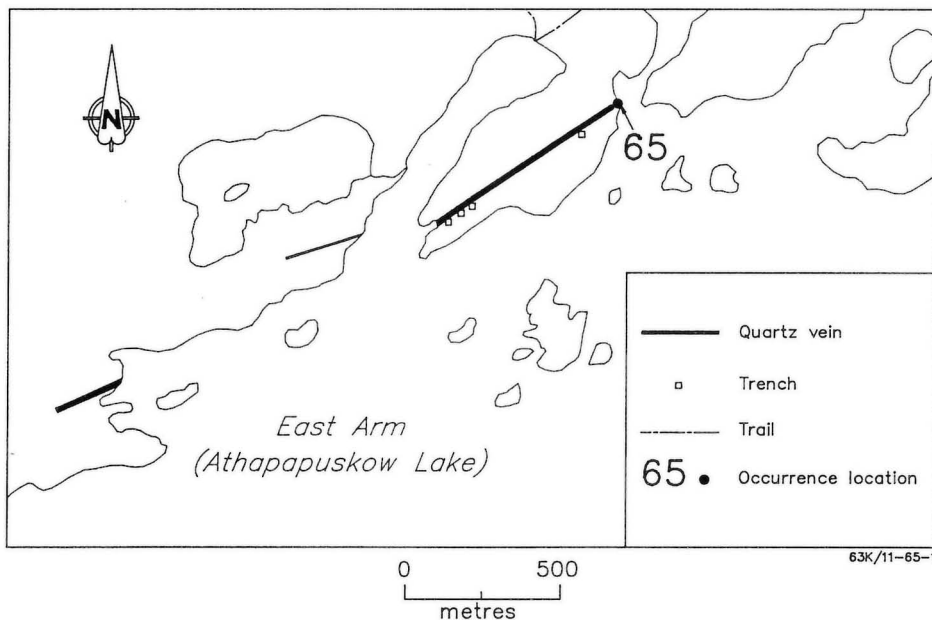 N
65
East Arm
(Athapapuskow Lake)
Quartz vein
Trench
Trail
65 Occurrence location
63K/11-65-
0 500
metres